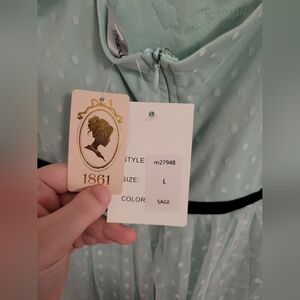 1861
STYLE: m27948
SIZE: L
COLOR SAGE